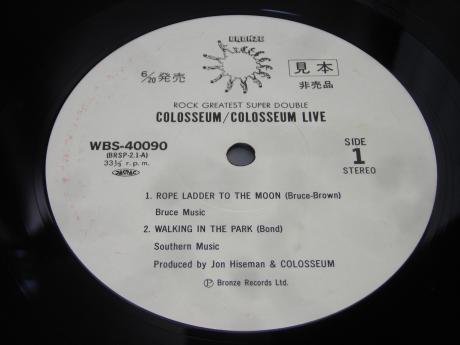 BRONZE
6/20発売
見本
非売品
ROCK GREATEST SUPER DOUBLE
COLOSSEUM/COLOSSEUM LIVE
WBS-40090
(BRSP-2.1-A)
33⅓ r.p.m.
SIDE
1
STEREO
1. ROPE LADDER TO THE MOON (Bruce-Brown)
Bruce Music
2. WALKING IN THE PARK (Bond)
Southern Music
Produced by Jon Hiseman & COLOSSEUM
Ⓟ Bronze Records Ltd.